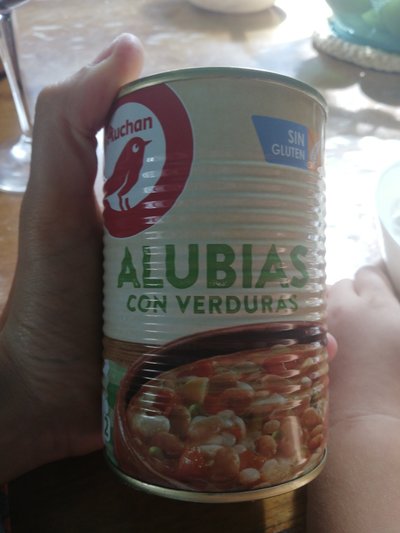 Auchan
SIN
GLUTEN
ALUBIAS
CON VERDURAS